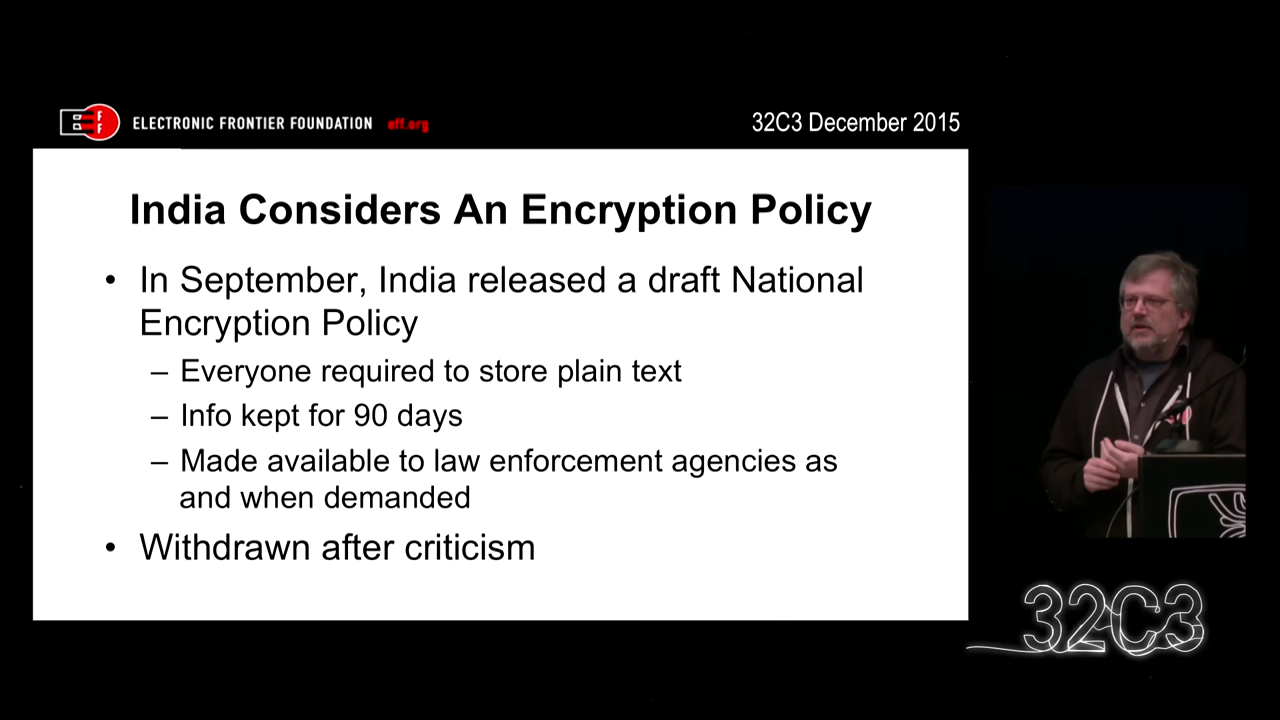 ELECTRONIC FRONTIER FOUNDATION eff.org
32C3 December 2015
India Considers An Encryption Policy
• In September, India released a draft National
Encryption Policy
– Everyone required to store plain text
– Info kept for 90 days
– Made available to law enforcement agencies as
and when demanded
• Withdrawn after criticism
32C3